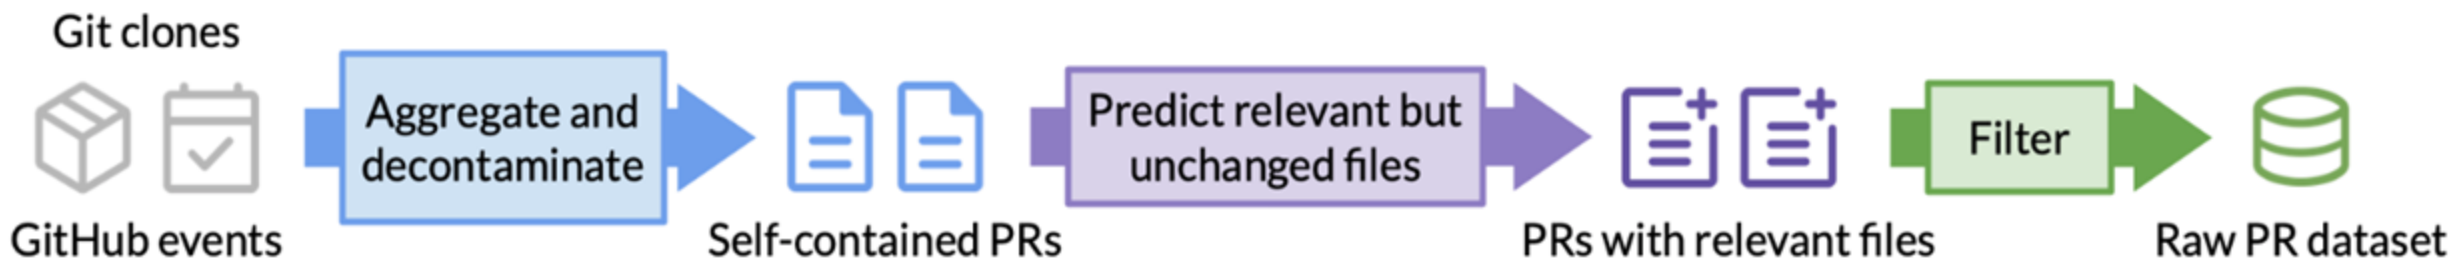 Git clones
GitHub events
Aggregate and
decontaminate
Self-contained PRs
Predict relevant but
unchanged files
PRs with relevant files
Filter
Raw PR dataset